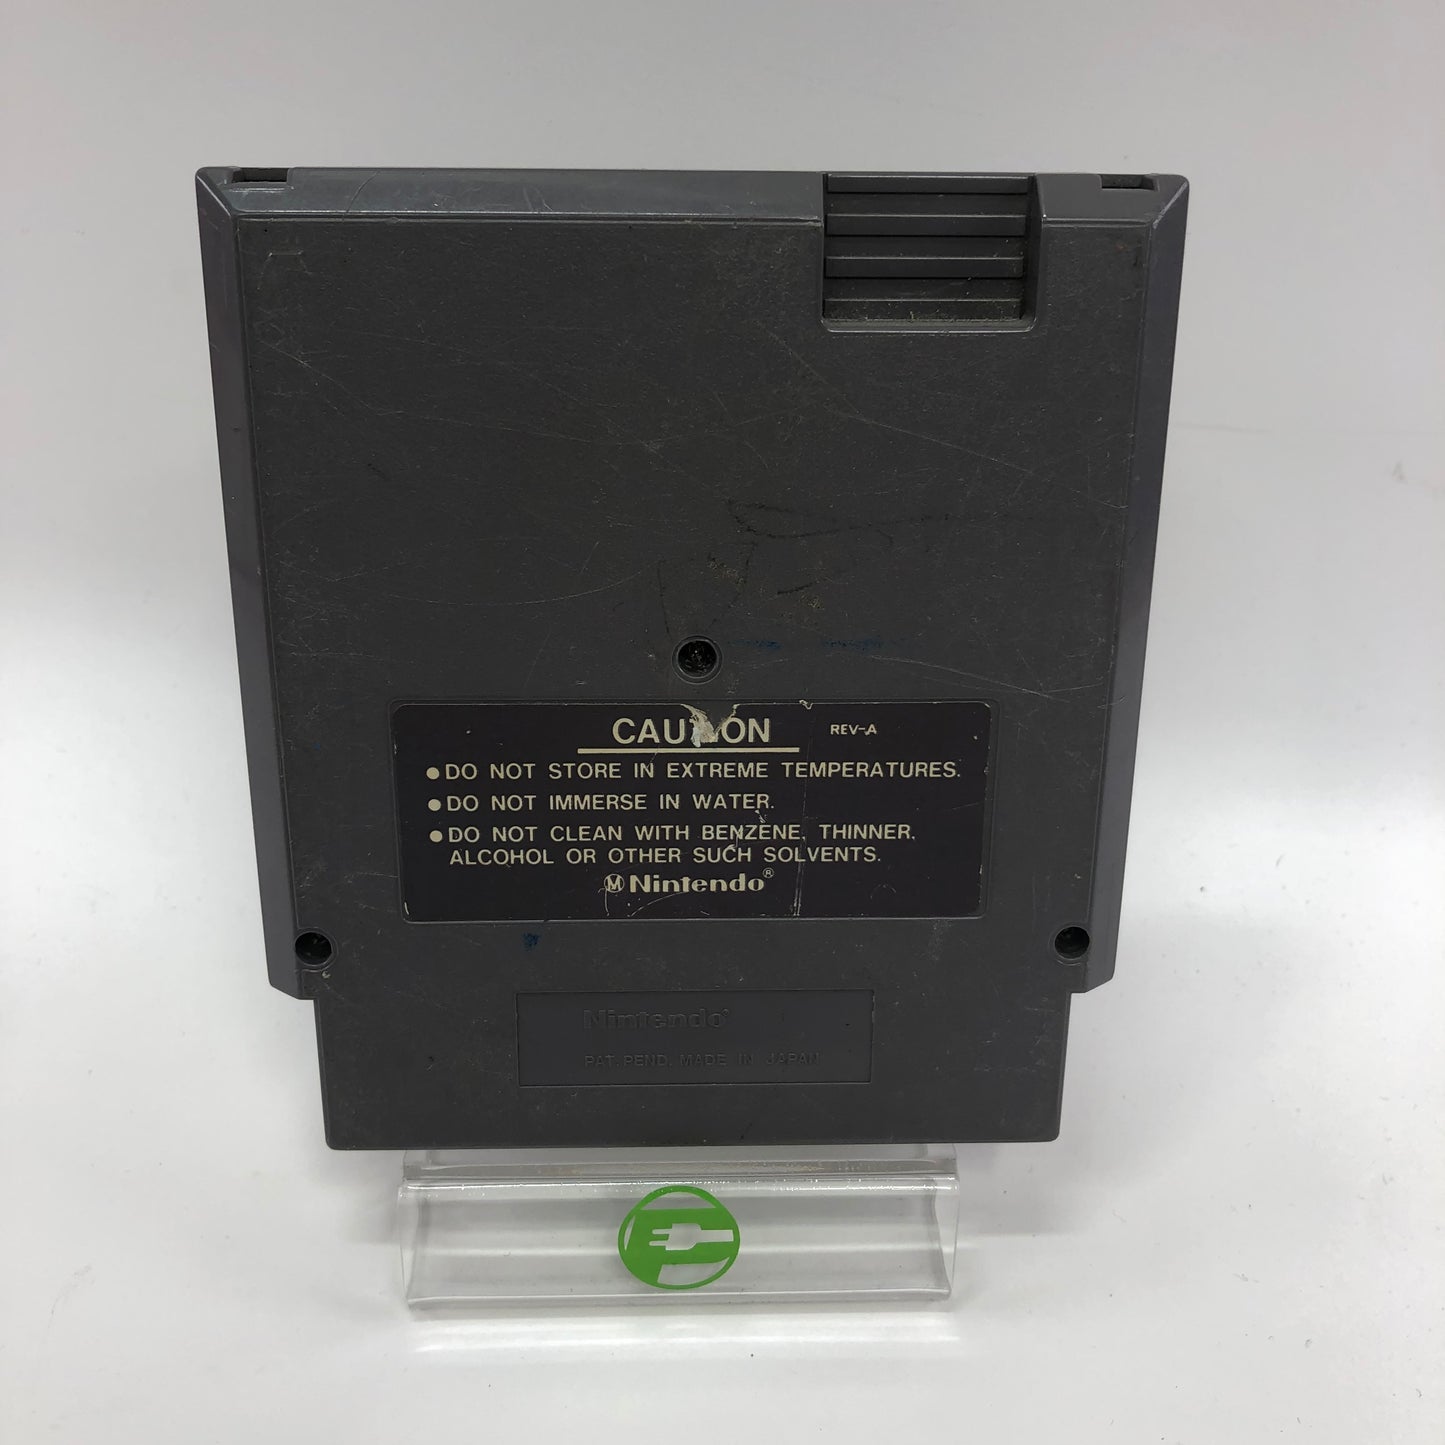 CAUTION REV-A
●DO NOT STORE IN EXTREME TEMPERATURES.
●DO NOT IMMERSE IN WATER.
●DO NOT CLEAN WITH BENZENE, THINNER,
ALCOHOL OR OTHER SUCH SOLVENTS.
Ⓜ Nintendo®
Nintendo®
PAT. PEND. MADE IN JAPAN